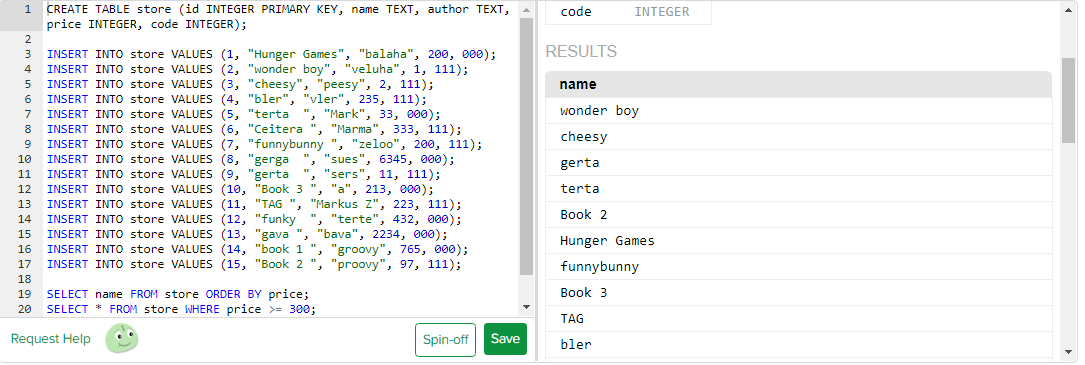 1 CREATE TABLE store (id INTEGER PRIMARY KEY, name TEXT, author TEXT,
price INTEGER, code INTEGER);
2
3 INSERT INTO store VALUES (1, "Hunger Games", "balaha", 200, 000);
4 INSERT INTO store VALUES (2, "wonder boy", "veluha", 1, 111);
5 INSERT INTO store VALUES (3, "cheesy", "peesy", 2, 111);
6 INSERT INTO store VALUES (4, "bler", "vler", 235, 111);
7 INSERT INTO store VALUES (5, "terta  ", "Mark", 33, 000);
8 INSERT INTO store VALUES (6, "Ceitera ", "Marma", 333, 111);
9 INSERT INTO store VALUES (7, "funnybunny ", "zeloo", 200, 111);
10 INSERT INTO store VALUES (8, "gerga  ", "sues", 6345, 000);
11 INSERT INTO store VALUES (9, "gerta  ", "sers", 11, 111);
12 INSERT INTO store VALUES (10, "Book 3 ", "a", 213, 000);
13 INSERT INTO store VALUES (11, "TAG ", "Markus Z", 223, 111);
14 INSERT INTO store VALUES (12, "funky  ", "terte", 432, 000);
15 INSERT INTO store VALUES (13, "gava ", "bava", 2234, 000);
16 INSERT INTO store VALUES (14, "book 1 ", "groovy", 765, 000);
17 INSERT INTO store VALUES (15, "Book 2 ", "proovy", 97, 111);
18
19 SELECT name FROM store ORDER BY price;
20 SELECT * FROM store WHERE price >= 300;
Request Help
Spin-off
Save
code INTEGER
RESULTS
name
wonder boy
cheesy
gerta
terta
Book 2
Hunger Games
funnybunny
Book 3
TAG
bler